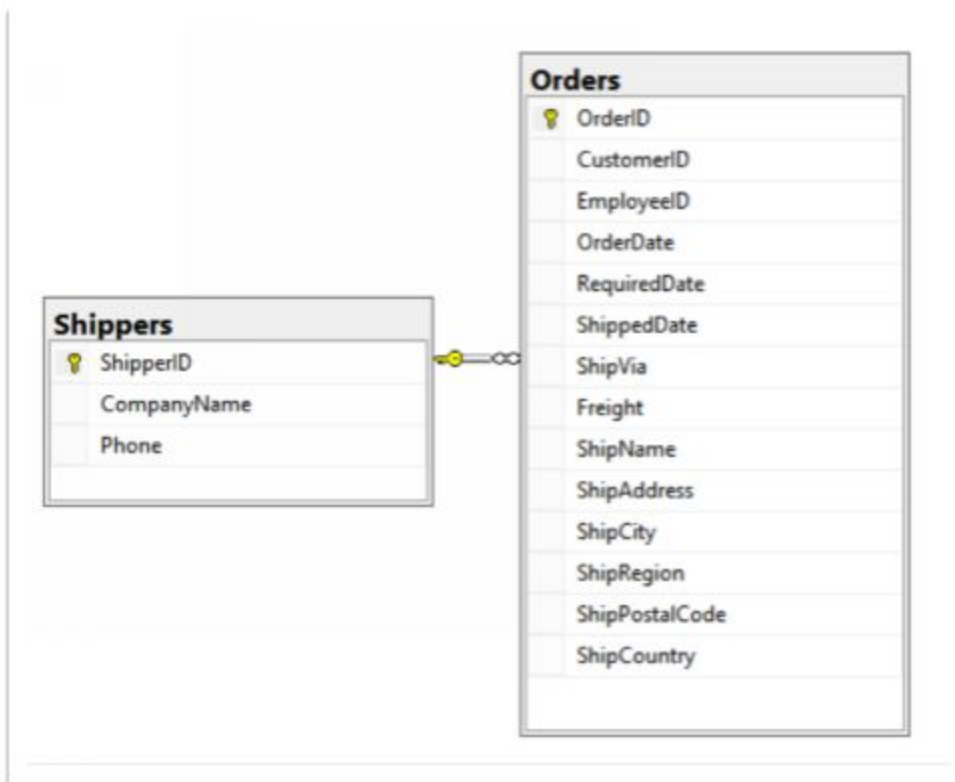 Shippers
ShipperID
CompanyName
Phone
Orders
OrderID
CustomerID
EmployeeID
OrderDate
RequiredDate
ShippedDate
ShipVia
Freight
ShipName
ShipAddress
ShipCity
ShipRegion
ShipPostalCode
ShipCountry